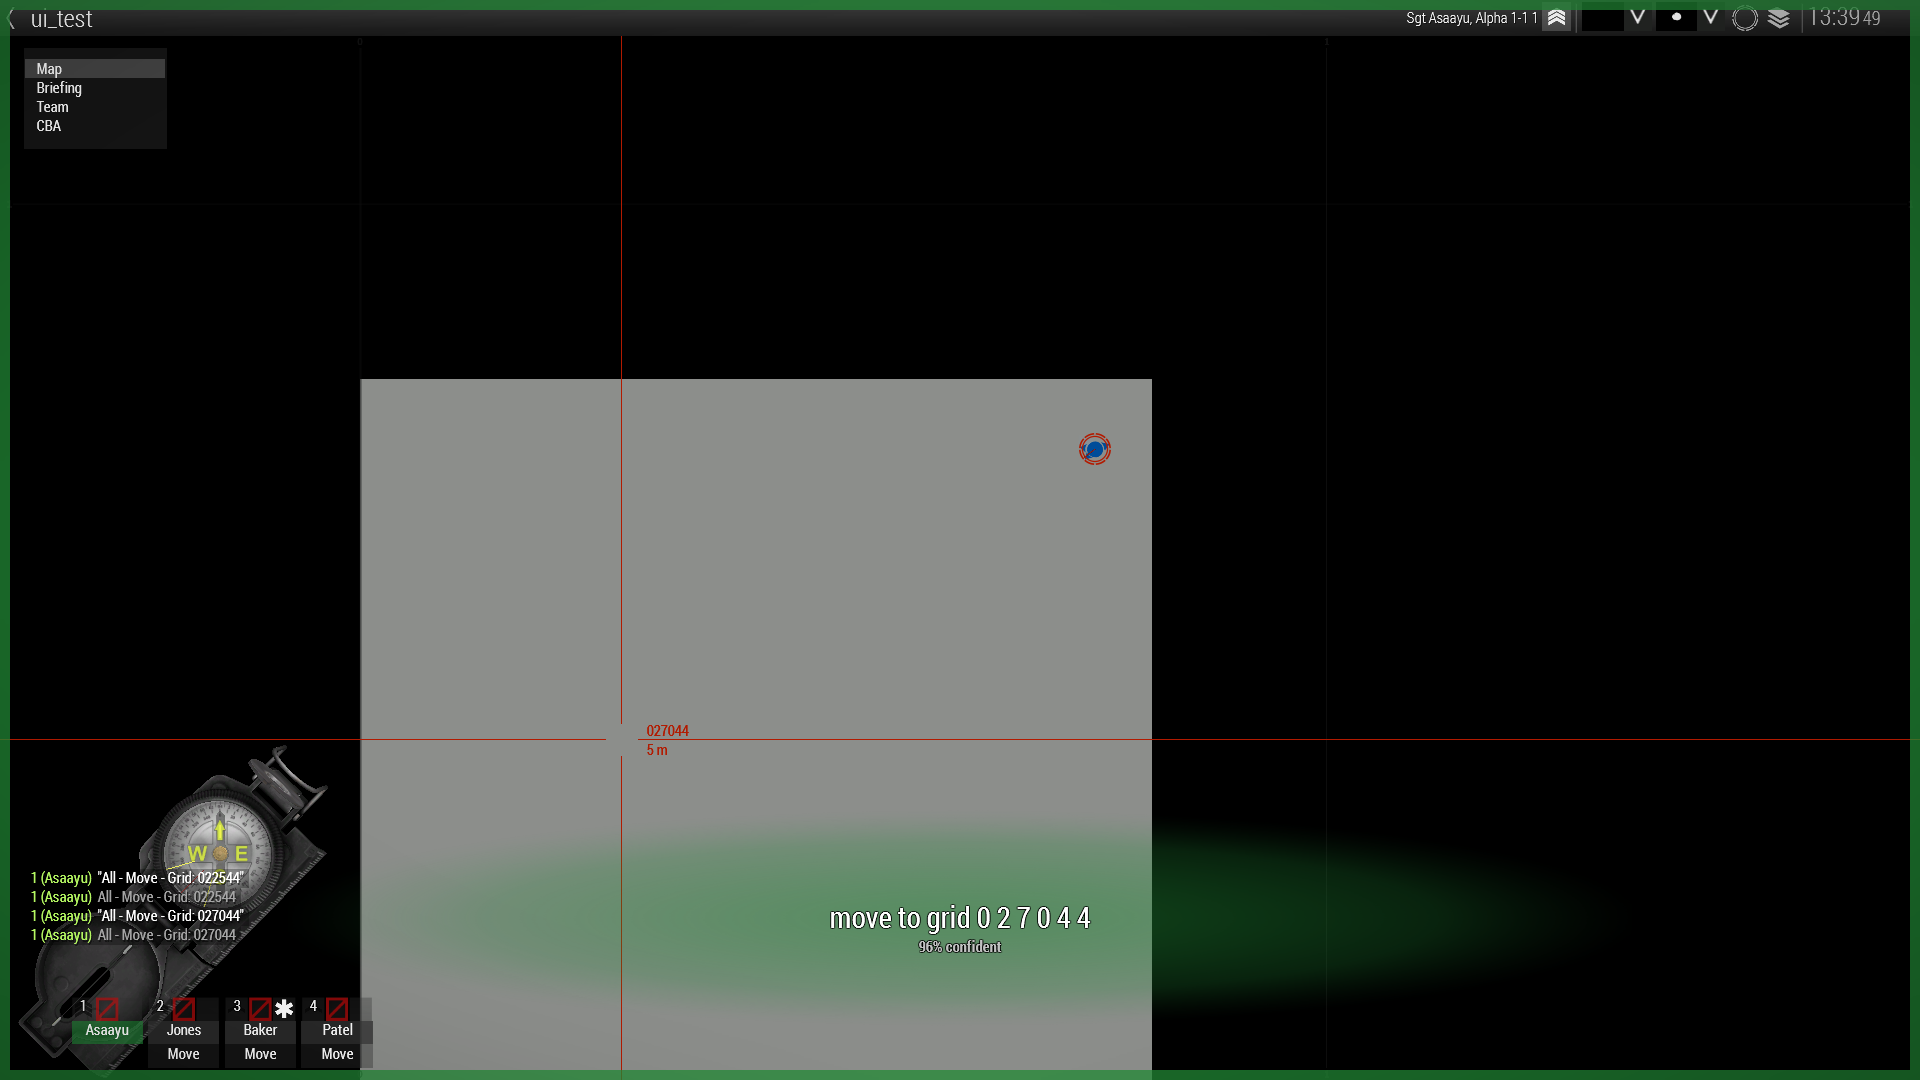 ui_test
Sgt Asaayu, Alpha 1-1 1
13:39 49
0
1
Map
Briefing
Team
CBA
027044
5 m
W E
1 (Asaayu) "All - Move - Grid: 022544"
1 (Asaayu) All - Move - Grid: 022544
1 (Asaayu) "All - Move - Grid: 027044"
1 (Asaayu) All - Move - Grid: 027044
move to grid 0 2 7 0 4 4
96% confident
1 2 3 4
Asaayu Jones Baker Patel
Move Move Move